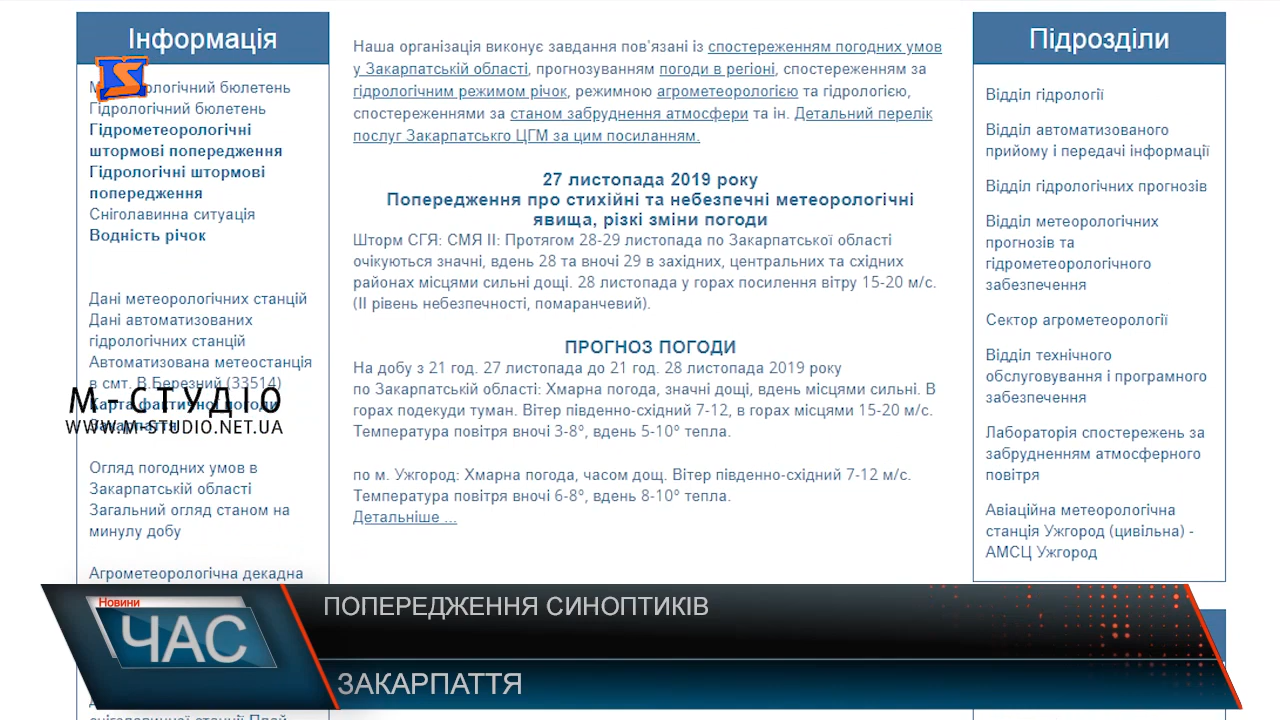 Інформація
Гідрологічний бюлетень
Гідрометеорологічні
штормові попередження
Гідрологічні штормові
попередження
Сніголавинна ситуація
Водність річок
Дані метеорологічних станцій
Дані автоматизованих
гідрологічних станцій
Автоматизована метеостанція
в смт. В.Березний (33514)
Карта фактичної погоди
Закарпаття
М-СТУДІО
WWW.M-STUDIO.NET.UA
Огляд погодних умов в
Закарпатській області
Загальний огляд станом на
минулу добу
Агрометеорологічна декадна
Наша організація виконує завдання пов'язані із спостереженням погодних умов
у Закарпатській області, прогнозуванням погоди в регіоні, спостереженням за
гідрологічним режимом річок, режимною агрометеорологією та гідрологією,
спостереженнями за станом забруднення атмосфери та ін. Детальний перелік
послуг Закарпатськго ЦГМ за цим посиланням.
27 листопада 2019 року
Попередження про стихійні та небезпечні метеорологічні
явища, різкі зміни погоди
Шторм СГЯ: СМЯ ІІ: Протягом 28-29 листопада по Закарпатської області
очікуються значні, вдень 28 та вночі 29 в західних, центральних та східних
районах місцями сильні дощі. 28 листопада у горах посилення вітру 15-20 м/с.
(ІІ рівень небезпечності, помаранчевий).
ПРОГНОЗ ПОГОДИ
На добу з 21 год. 27 листопада до 21 год. 28 листопада 2019 року
по Закарпатській області: Хмарна погода, значні дощі, вдень місцями сильні. В
горах подекуди туман. Вітер південно-східний 7-12, в горах місцями 15-20 м/с.
Температура повітря вночі 3-8°, вдень 5-10° тепла.
по м. Ужгород: Хмарна погода, часом дощ. Вітер південно-східний 7-12 м/с.
Температура повітря вночі 6-8°, вдень 8-10° тепла.
Детальніше ...
Підрозділи
Відділ гідрології
Відділ автоматизованого
прийому і передачі інформації
Відділ гідрологічних прогнозів
Відділ метеорологічних
прогнозів та
гідрометеорологічного
забезпечення
Сектор агрометеорології
Відділ технічного
обслуговування і програмного
забезпечення
Лабораторія спостережень за
забрудненням атмосферного
повітря
Авіаційна метеорологічна
станція Ужгород (цивільна) -
АМСЦ Ужгород
Новини
ЧАС
ПОПЕРЕДЖЕННЯ СИНОПТИКІВ
ЗАКАРПАТТЯ